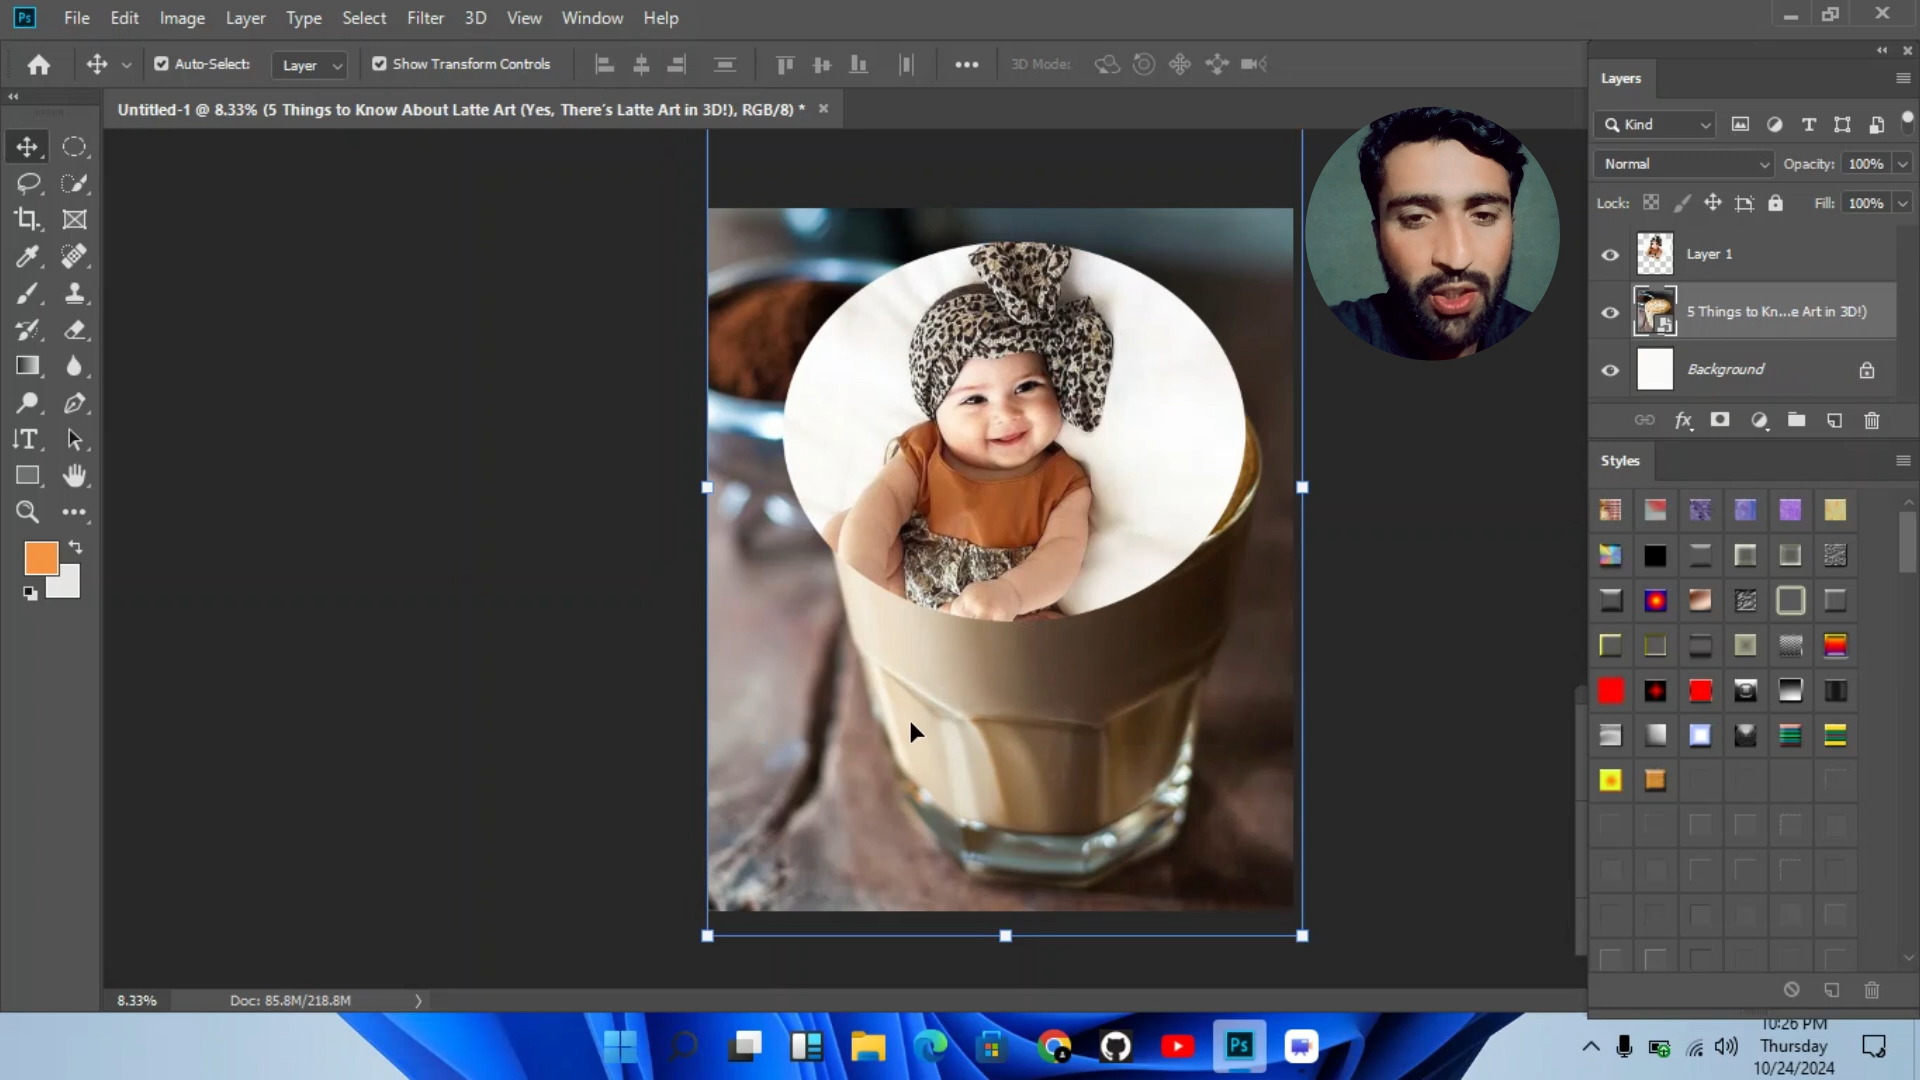 Ps File Edit Image Layer Type Select Filter 3D View Window Help
Auto-Select: Layer Show Transform Controls 3D Mode:
Untitled-1 @ 8.33% (5 Things to Know About Latte Art (Yes, There's Latte Art in 3D!), RGB/8) *
Layers
Kind
Normal Opacity: 100%
Lock: Fill: 100%
Layer 1
5 Things to Kn...e Art in 3D!)
Background
fx
Styles
8.33% Doc: 85.8M/218.8M
Ps
10:26 PM
Thursday
10/24/2024